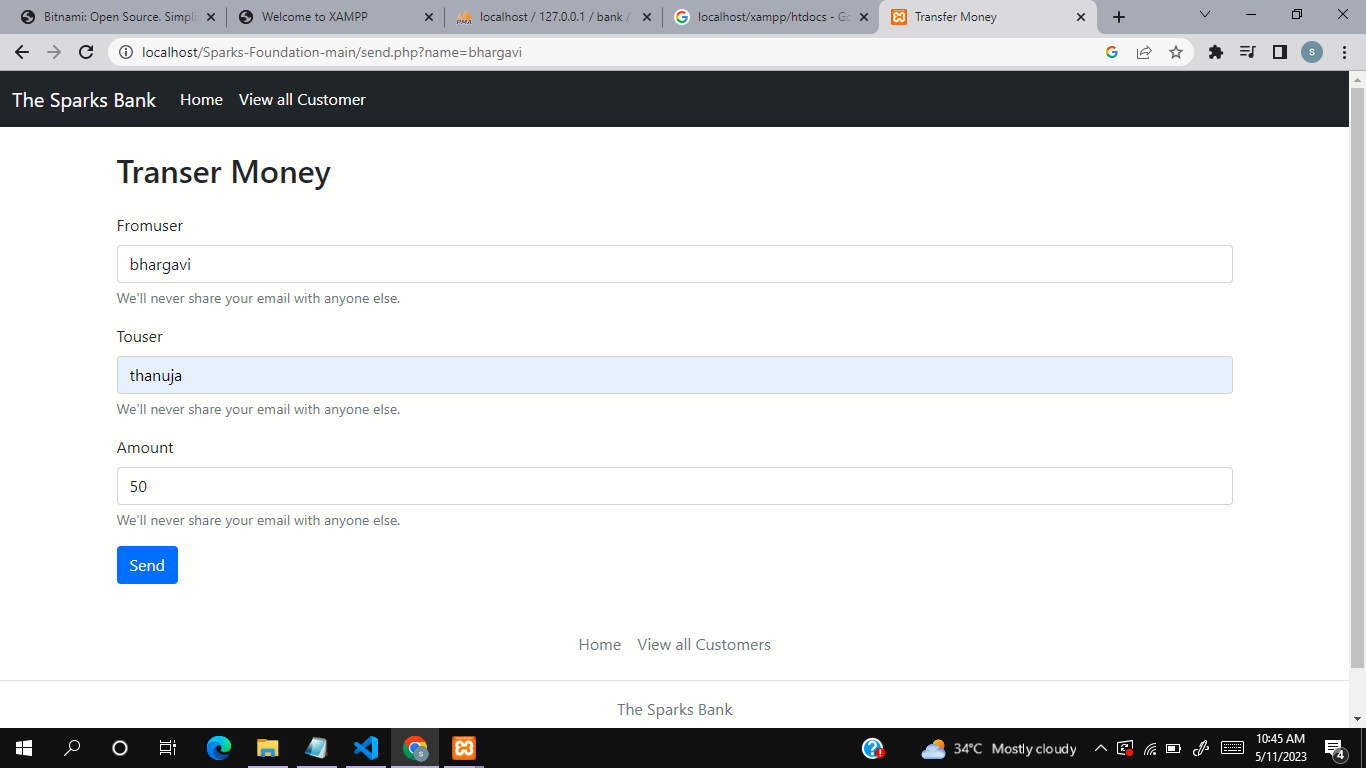 Bitnami: Open Source. Simpli
Welcome to XAMPP
localhost / 127.0.0.1 / bank /
localhost/xampp/htdocs - Go
Transfer Money
localhost/Sparks-Foundation-main/send.php?name=bhargavi
S
The Sparks Bank Home View all Customer
Transer Money
Fromuser
bhargavi
We'll never share your email with anyone else.
Touser
thanuja
We'll never share your email with anyone else.
Amount
50
We'll never share your email with anyone else.
Send
Home View all Customers
The Sparks Bank
34°C Mostly cloudy
10:45 AM
5/11/2023
4